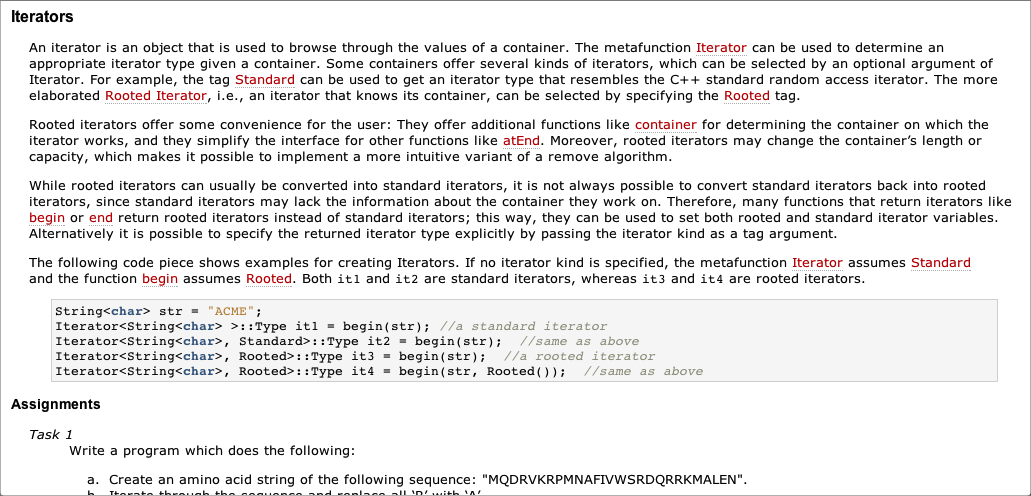 Iterators
An iterator is an object that is used to browse through the values of a container. The metafunction Iterator can be used to determine an
appropriate iterator type given a container. Some containers offer several kinds of iterators, which can be selected by an optional argument of
Iterator. For example, the tag Standard can be used to get an iterator type that resembles the C++ standard random access iterator. The more
elaborated Rooted Iterator, i.e., an iterator that knows its container, can be selected by specifying the Rooted tag.
Rooted iterators offer some convenience for the user: They offer additional functions like container for determining the container on which the
iterator works, and they simplify the interface for other functions like atEnd. Moreover, rooted iterators may change the container's length or
capacity, which makes it possible to implement a more intuitive variant of a remove algorithm.
While rooted iterators can usually be converted into standard iterators, it is not always possible to convert standard iterators back into rooted
iterators, since standard iterators may lack the information about the container they work on. Therefore, many functions that return iterators like
begin or end return rooted iterators instead of standard iterators; this way, they can be used to set both rooted and standard iterator variables.
Alternatively it is possible to specify the returned iterator type explicitly by passing the iterator kind as a tag argument.
The following code piece shows examples for creating Iterators. If no iterator kind is specified, the metafunction Iterator assumes Standard
and the function begin assumes Rooted. Both it1 and it2 are standard iterators, whereas it3 and it4 are rooted iterators.
String<char> str = "ACME";
Iterator<String<char> >::Type it1 = begin(str); //a standard iterator
Iterator<String<char>, Standard>::Type it2 = begin(str);  //same as above
Iterator<String<char>, Rooted>::Type it3 = begin(str);  //a rooted iterator
Iterator<String<char>, Rooted>::Type it4 = begin(str, Rooted());  //same as above
Assignments
Task 1
Write a program which does the following:
a. Create an amino acid string of the following sequence: "MQDRVKRPMNAFIVWSRDQRRKMALEN".
b. Iterate through the sequence and replace all 'R' with 'A'